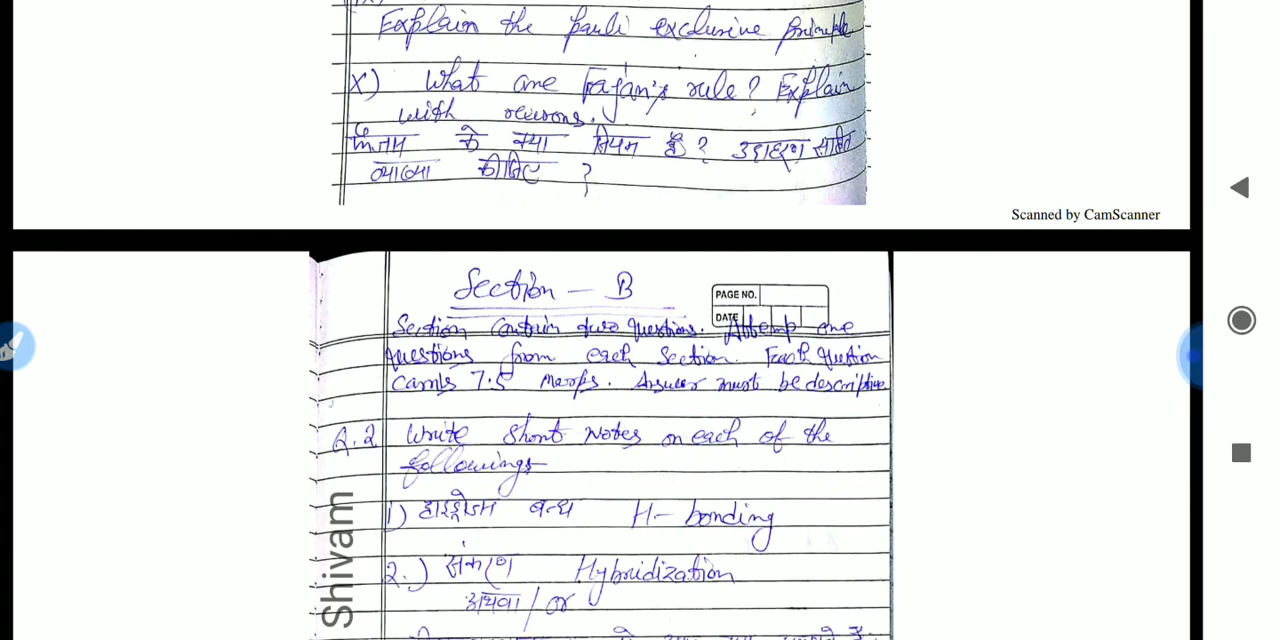 Explain the Pauli exclusive principle
X) What are Fajan's rule? Explain
with reasons.
के क्या नियम हैं? उदाहरण सहित
व्याख्या कीजिए ?
Scanned by CamScanner
Section - B
PAGE NO.
DATE
Section Contain two questions. Attemp one
questions from each Section. Each question
Carries 7.5 Marks. Answer must be descriptive
Q.2 Write Short Notes on each of the
followings
1) हाइड्रोजन बन्ध H- bonding
2.) संकरण Hybridization
अथवा / or
Shivam